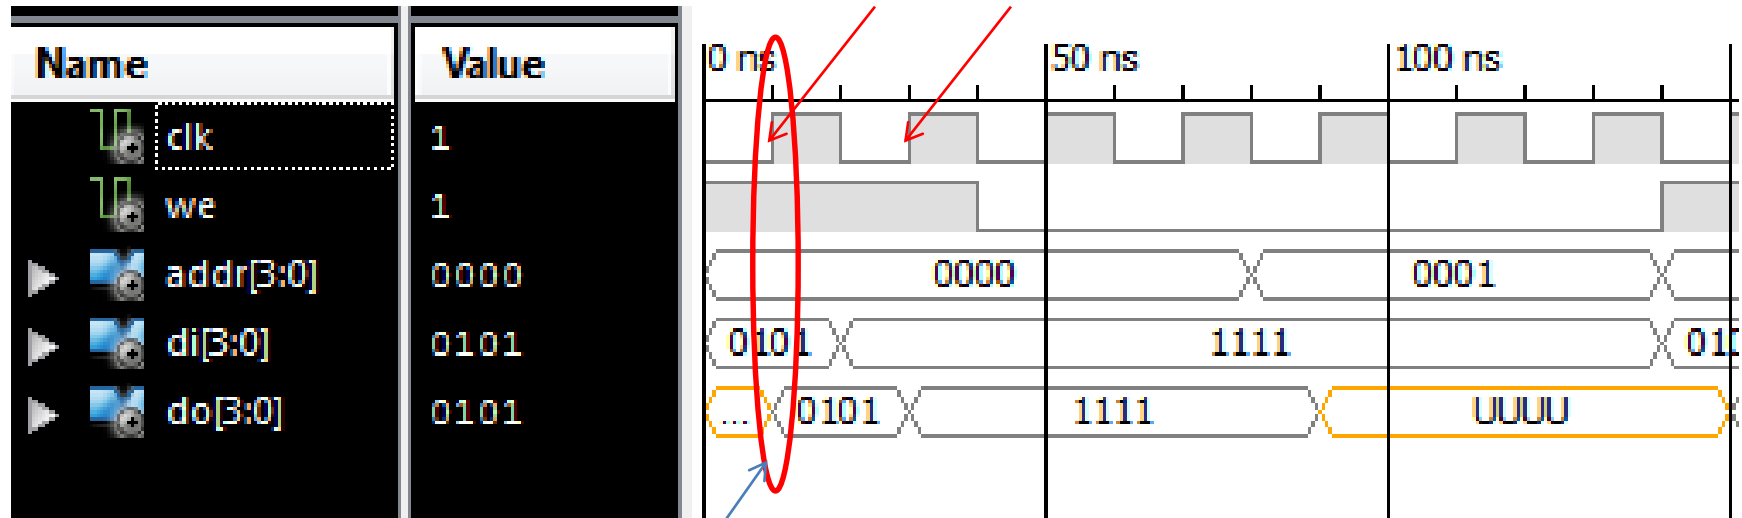 Name Value 0 ns 50 ns 100 ns
clk 1
we 1
addr[3:0] 0000 0000 0001
di[3:0] 0101 0101 1111 010
do[3:0] 0101 ... 0101 1111 UUUU